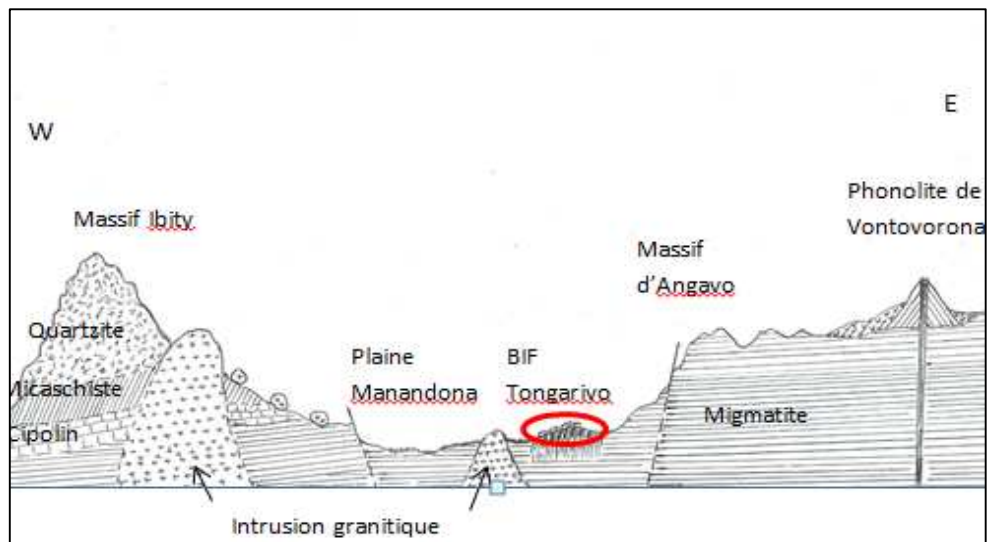 W
E
Massif Ibity
Phonolite de
Vontovorona
Massif
d’Angavo
Quartzite
Plaine
Manandona
BIF
Tongarivo
Micaschiste
Migmatite
Cipolin
Intrusion granitique